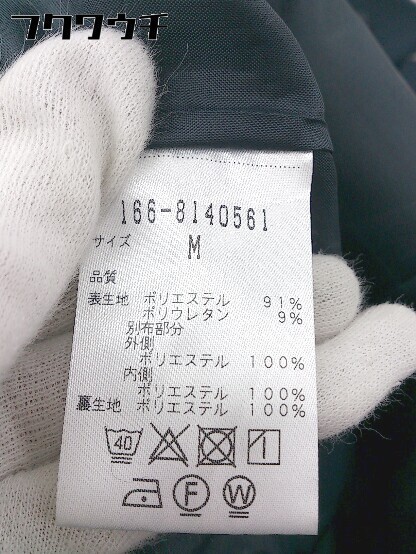 フクウクチ
166-8140561
サイズ M
品質
表生地 ポリエステル 91%
ポリウレタン 9%
別布部分
外側
ポリエステル 100%
内側
ポリエステル 100%
裏生地 ポリエステル 100%
40
F W